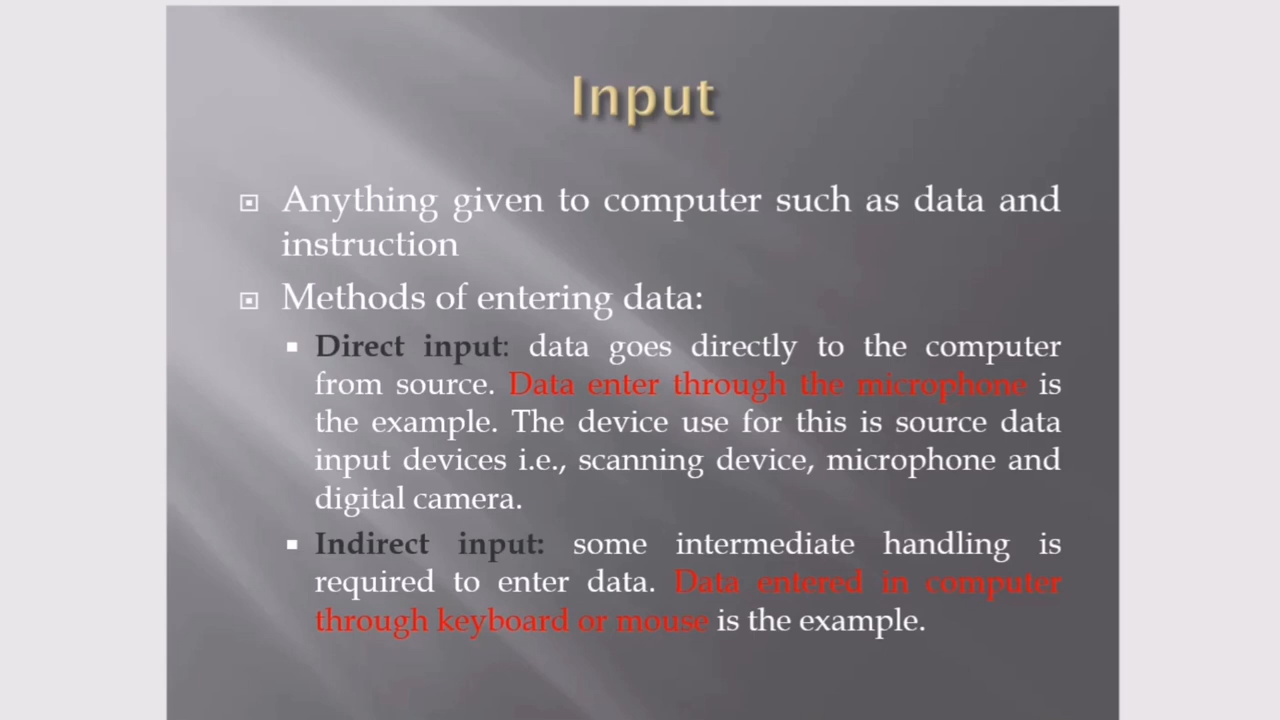 Input
Anything given to computer such as data and
instruction
Methods of entering data:
Direct input: data goes directly to the computer
from source. Data enter through the microphone is
the example. The device use for this is source data
input devices i.e., scanning device, microphone and
digital camera.
Indirect input: some intermediate handling is
required to enter data. Data entered in computer
through keyboard or mouse is the example.